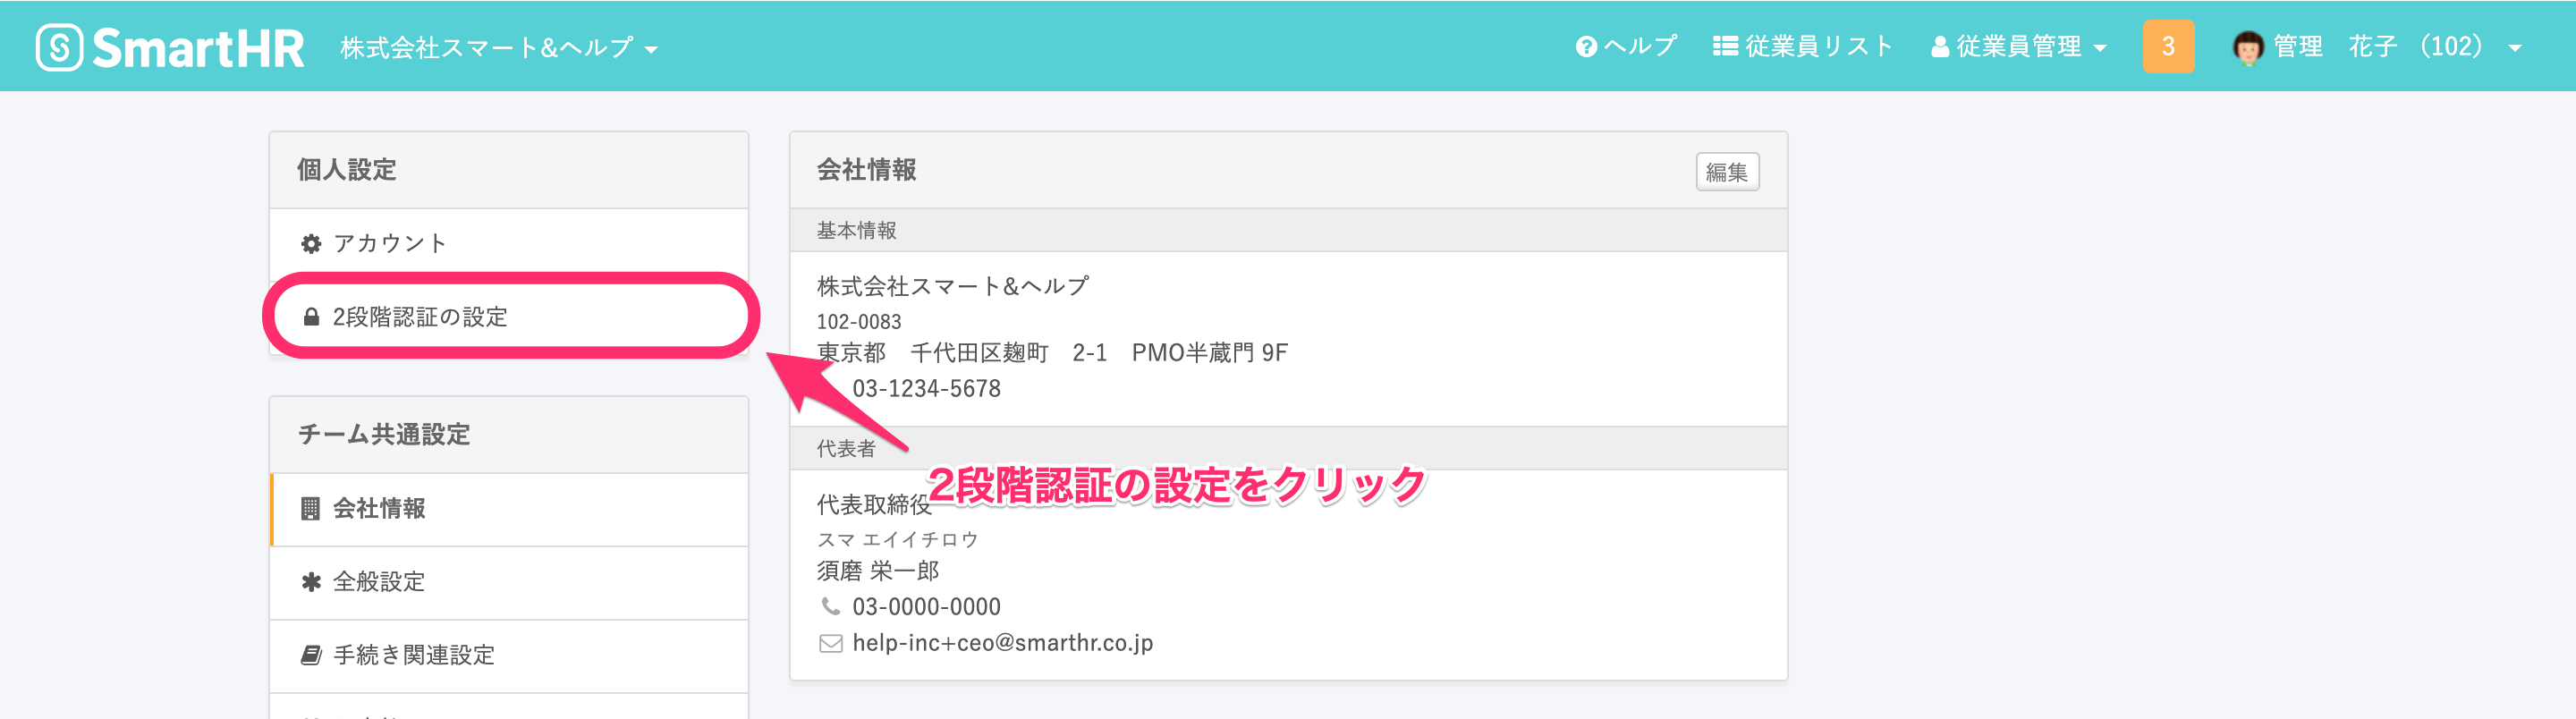 SmartHR 株式会社スマート&ヘルプ ヘルプ 従業員リスト 従業員管理 3 管理 花子 （102）
個人設定
アカウント
2段階認証の設定
チーム共通設定
会社情報
全般設定
手続き関連設定
会社情報 編集
基本情報
株式会社スマート&ヘルプ
102-0083
東京都 千代田区麹町 2-1 PMO半蔵門 9F
03-1234-5678
代表者
2段階認証の設定をクリック
代表取締役
スマ エイイチロウ
須磨 栄一郎
03-0000-0000
help-inc+ceo@smarthr.co.jp